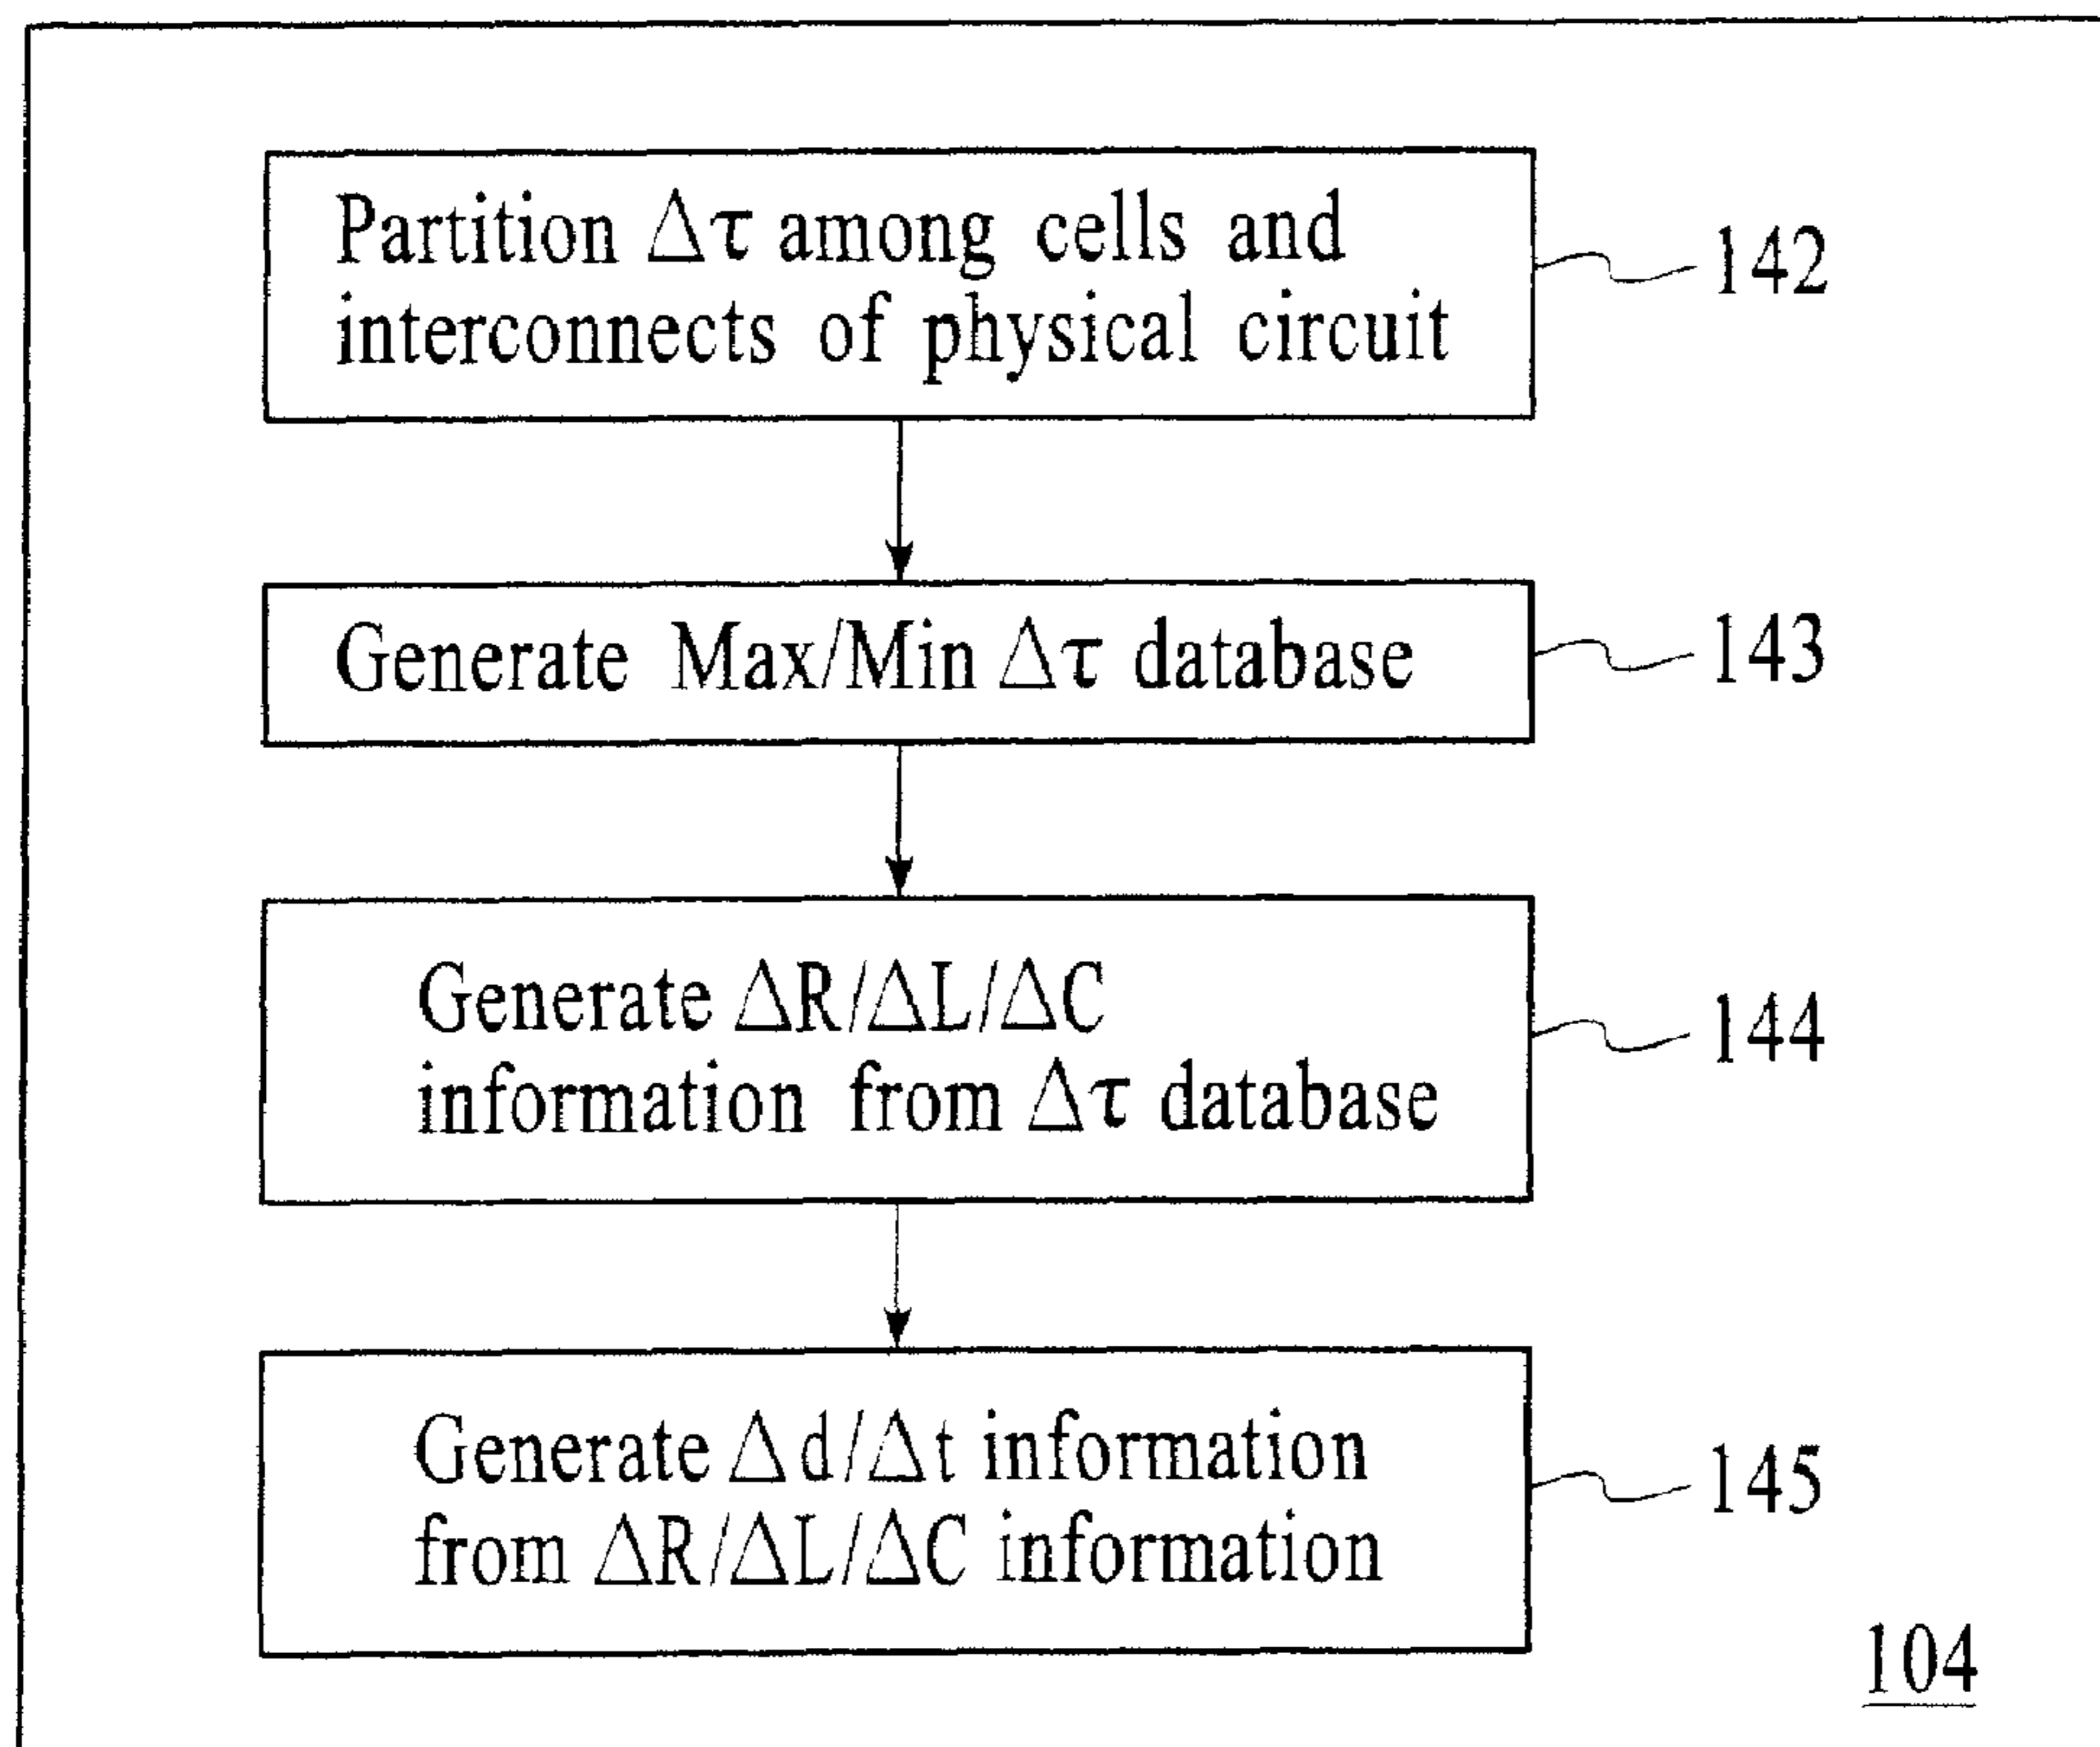 Partition Δτ among cells and
interconnects of physical circuit
142
Generate Max/Min Δτ database
143
Generate ΔR/ΔL/ΔC
information from Δτ database
144
Generate Δd/Δt information
from ΔR/ΔL/ΔC information
145
104